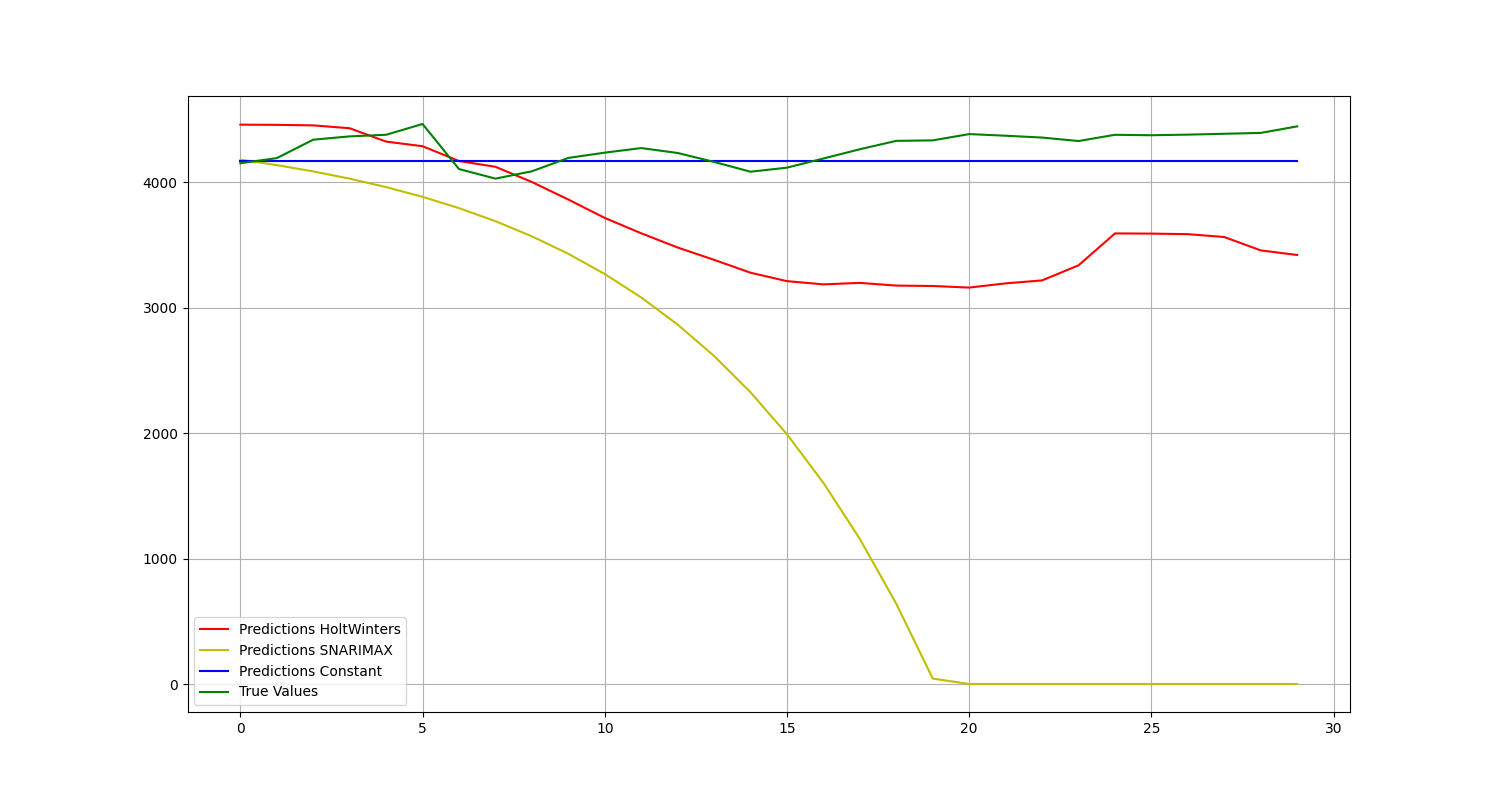 4000
3000
2000
1000
0
Predictions HoltWinters
Predictions SNARIMAX
Predictions Constant
True Values
0 5 10 15 20 25 30